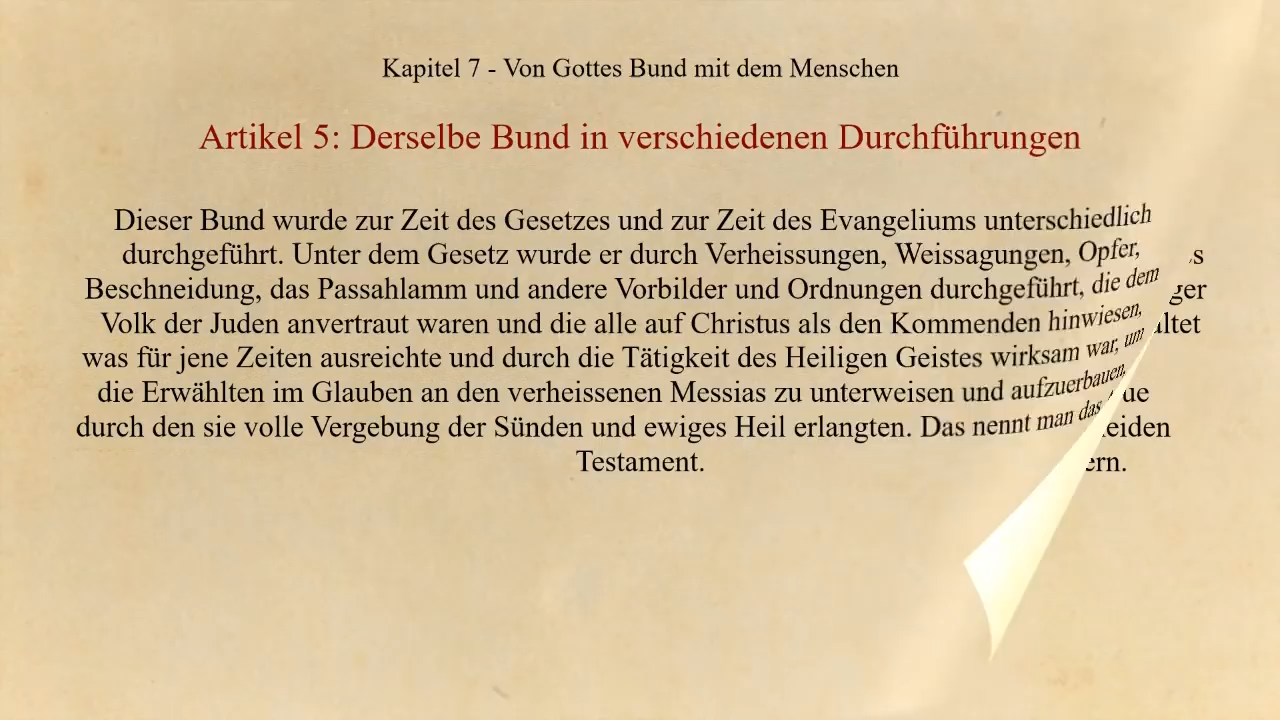 Kapitel 7 - Von Gottes Bund mit dem Menschen
Artikel 5: Derselbe Bund in verschiedenen Durchführungen
Dieser Bund wurde zur Zeit des Gesetzes und zur Zeit des Evangeliums unterschiedlich
durchgeführt. Unter dem Gesetz wurde er durch Verheissungen, Weissagungen, Opfer,
Beschneidung, das Passahlamm und andere Vorbilder und Ordnungen durchgeführt, die dem
Volk der Juden anvertraut waren und die alle auf Christus als den Kommenden hinwiesen,
was für jene Zeiten ausreichte und durch die Tätigkeit des Heiligen Geistes wirksam war, um
die Erwählten im Glauben an den verheissenen Messias zu unterweisen und aufzuerbauen,
durch den sie volle Vergebung der Sünden und ewiges Heil erlangten. Das nennt man das
Testament.